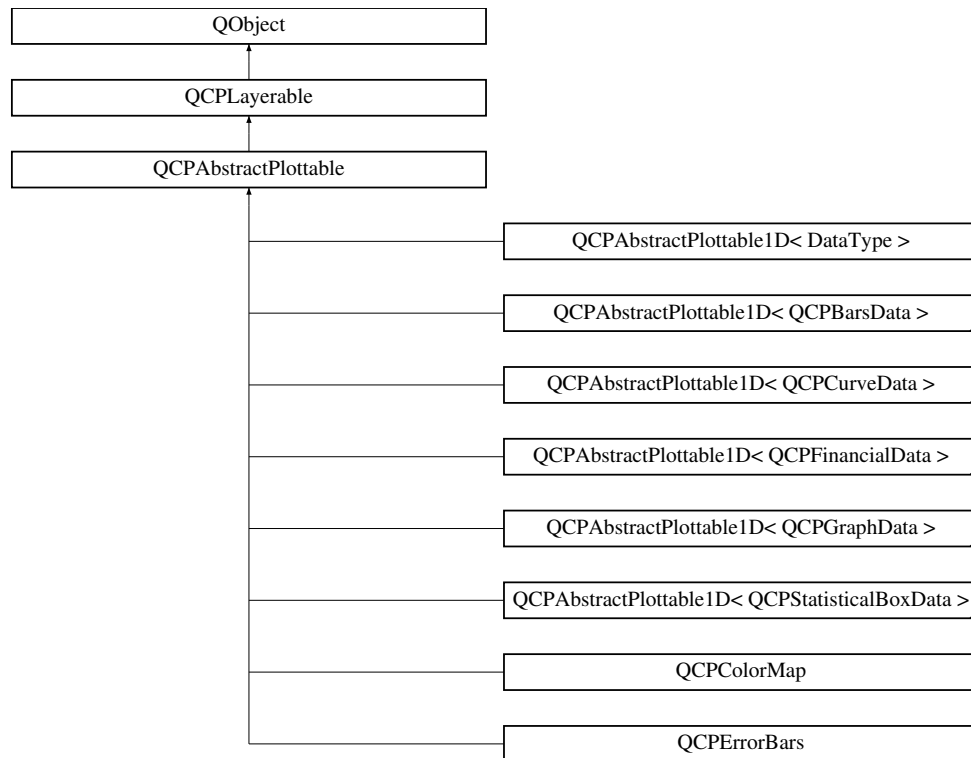 QObject
QCPLayerable
QCPAbstractPlottable
QCPAbstractPlottable1D< DataType >
QCPAbstractPlottable1D< QCPBarsData >
QCPAbstractPlottable1D< QCPCurveData >
QCPAbstractPlottable1D< QCPFinancialData >
QCPAbstractPlottable1D< QCPGraphData >
QCPAbstractPlottable1D< QCPStatisticalBoxData >
QCPColorMap
QCPErrorBars